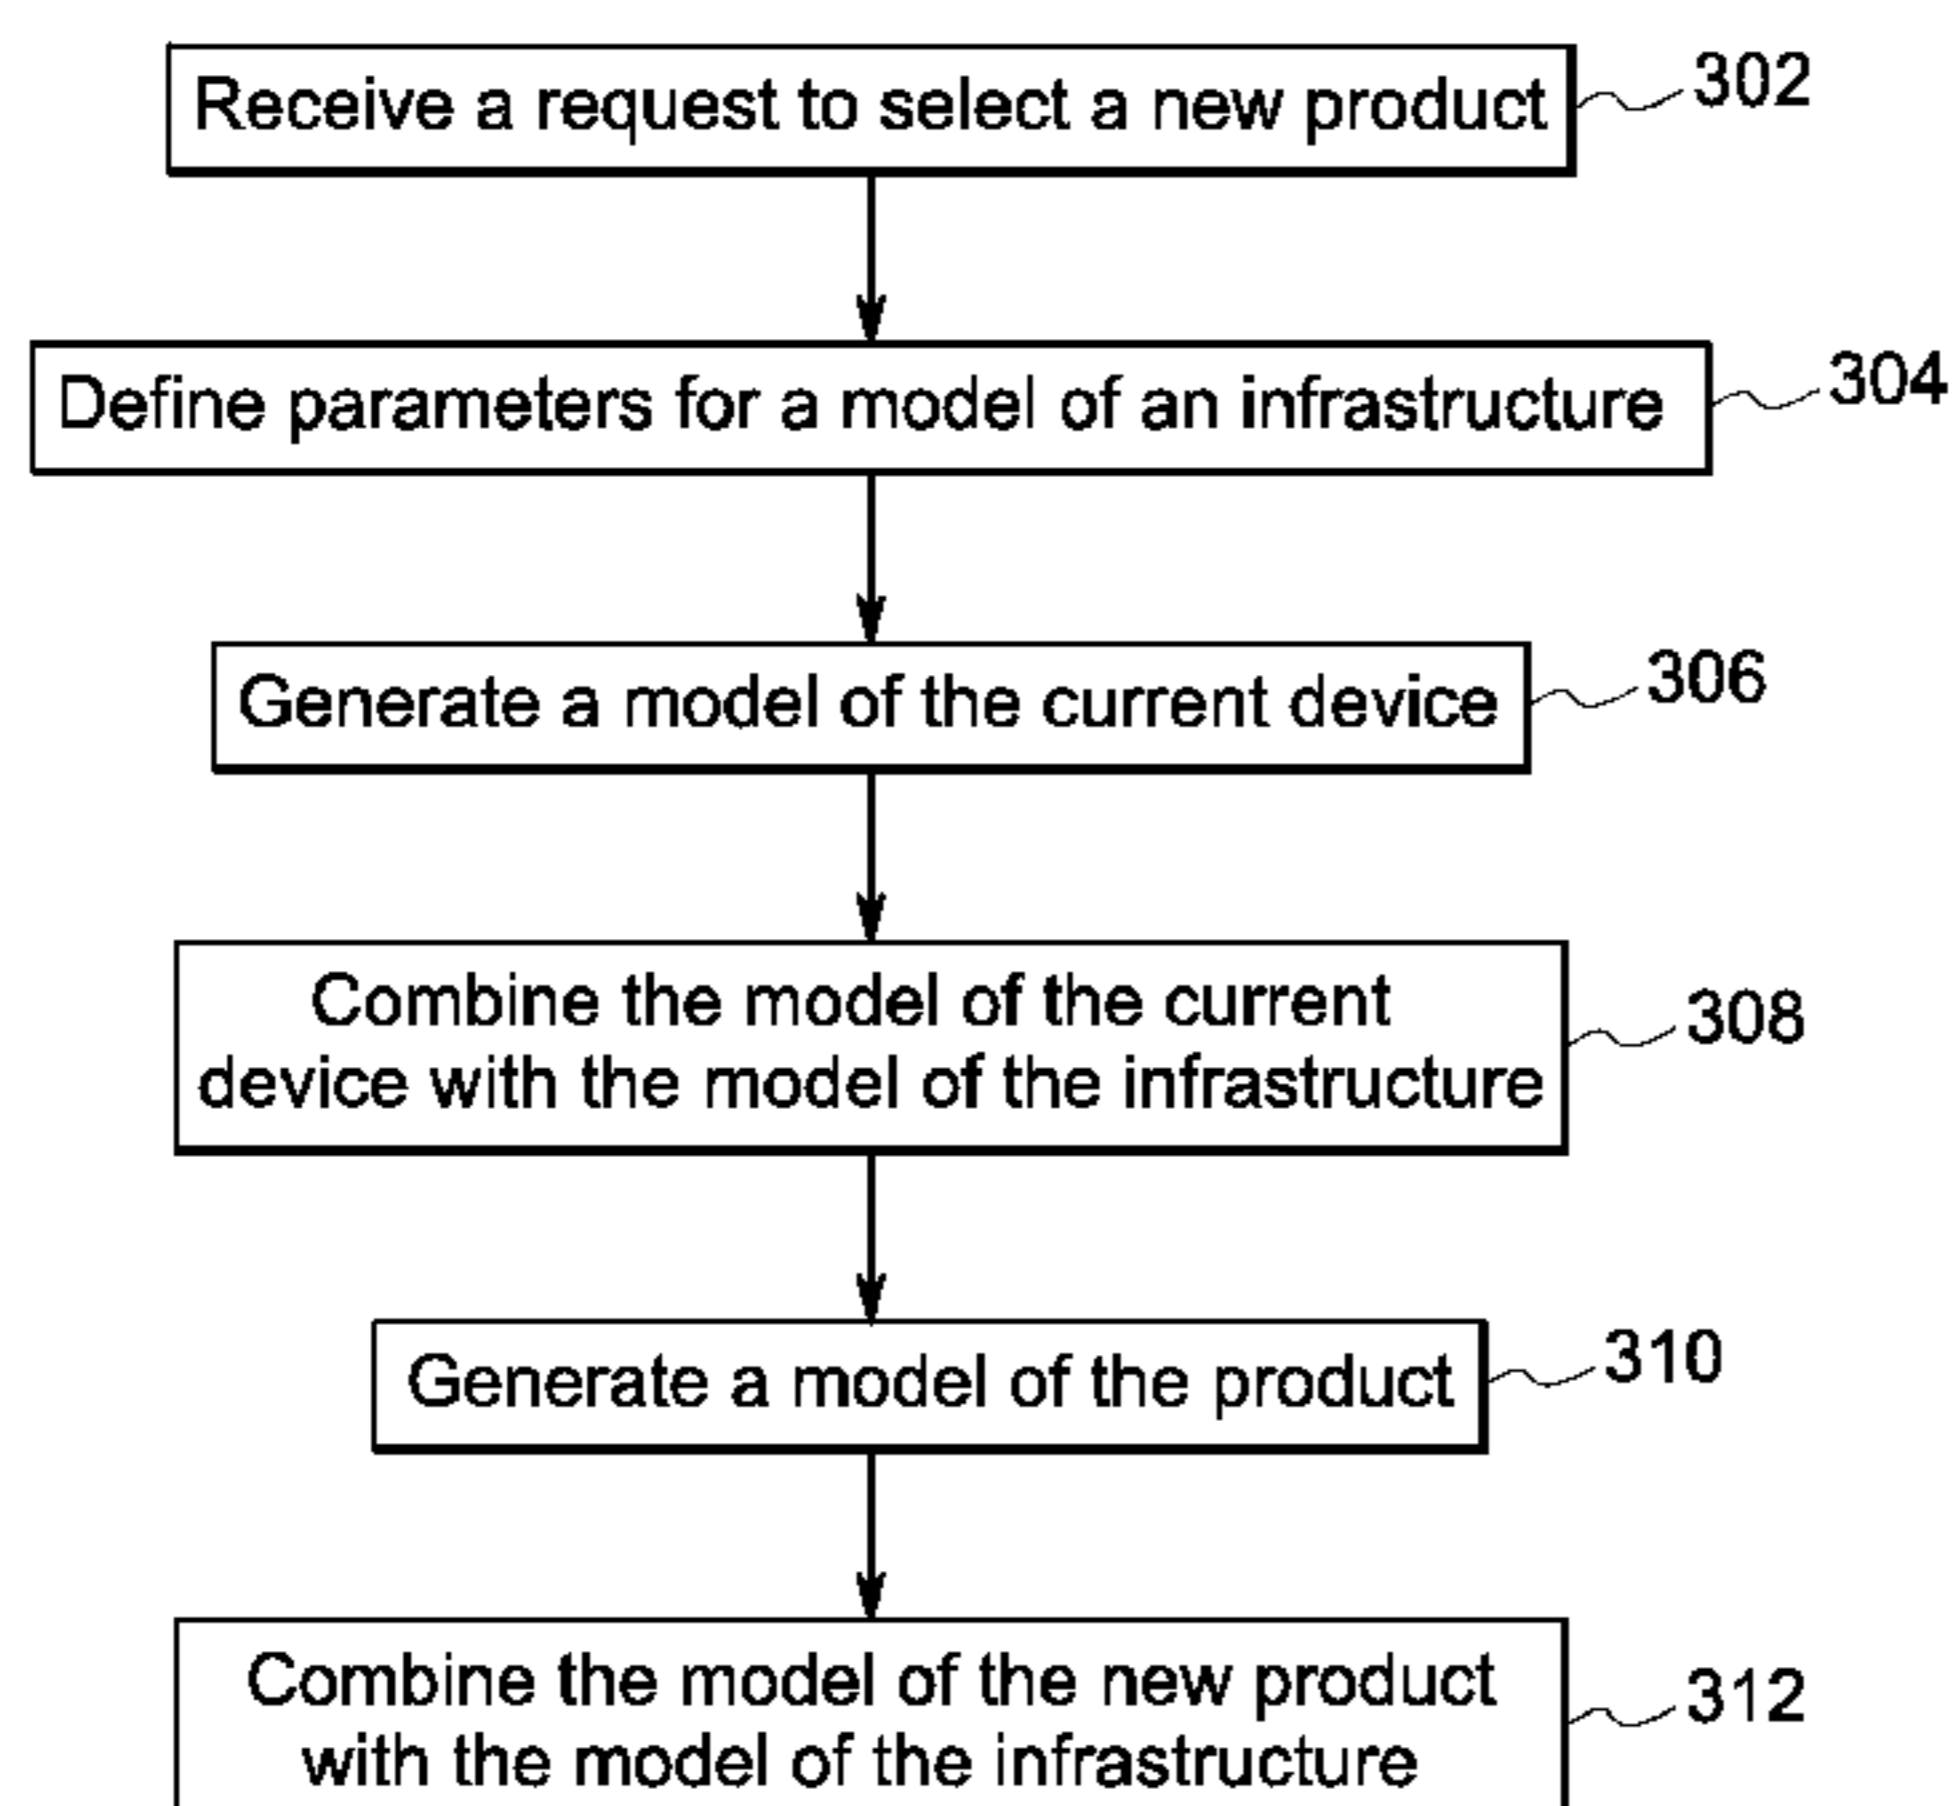 Receive a request to select a new product
302
Define parameters for a model of an infrastructure
304
Generate a model of the current device
306
Combine the model of the current
device with the model of the infrastructure
308
Generate a model of the product
310
Combine the model of the new product
with the model of the infrastructure
312